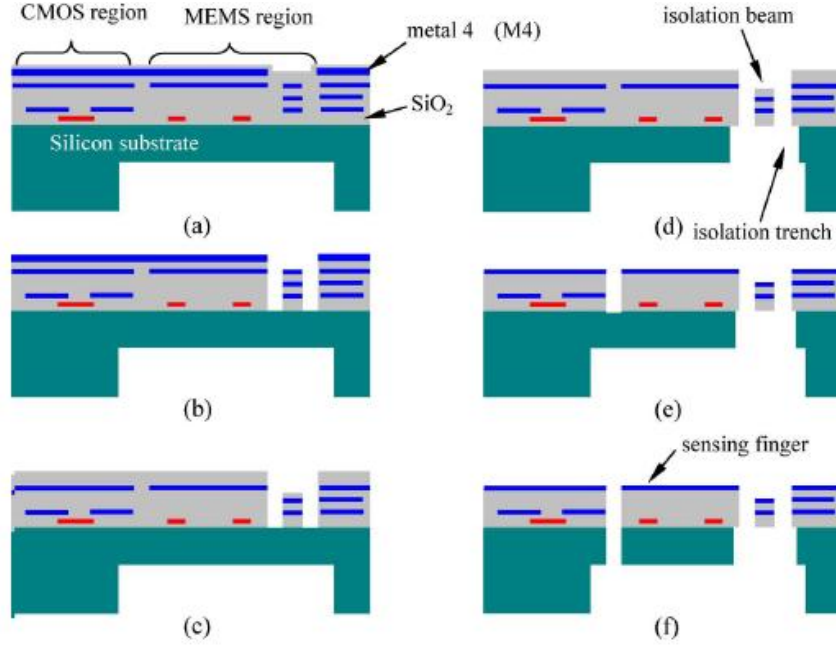 CMOS region
MEMS region
metal 4 (M4)
SiO2
Silicon substrate
(a)
(b)
(c)
isolation beam
(d)
isolation trench
(e)
sensing finger
(f)